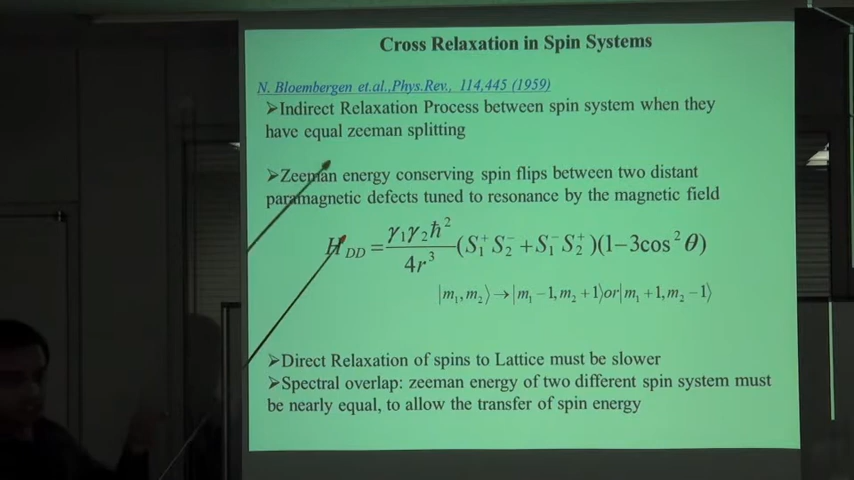 Cross Relaxation in Spin Systems
N. Bloembergen et.al.,Phys.Rev., 114,445 (1959)
➢Indirect Relaxation Process between spin system when they
have equal zeeman splitting
➢Zeeman energy conserving spin flips between two distant
paramagnetic defects tuned to resonance by the magnetic field
H_DD = γ₁γ₂ħ²/4r³ (S₁⁺S₂⁻ + S₁⁻S₂⁺)(1−3cos²θ)
|m₁,m₂⟩→|m₁−1,m₂+1⟩or|m₁+1,m₂−1⟩
➢Direct Relaxation of spins to Lattice must be slower
➢Spectral overlap: zeeman energy of two different spin system must
be nearly equal, to allow the transfer of spin energy